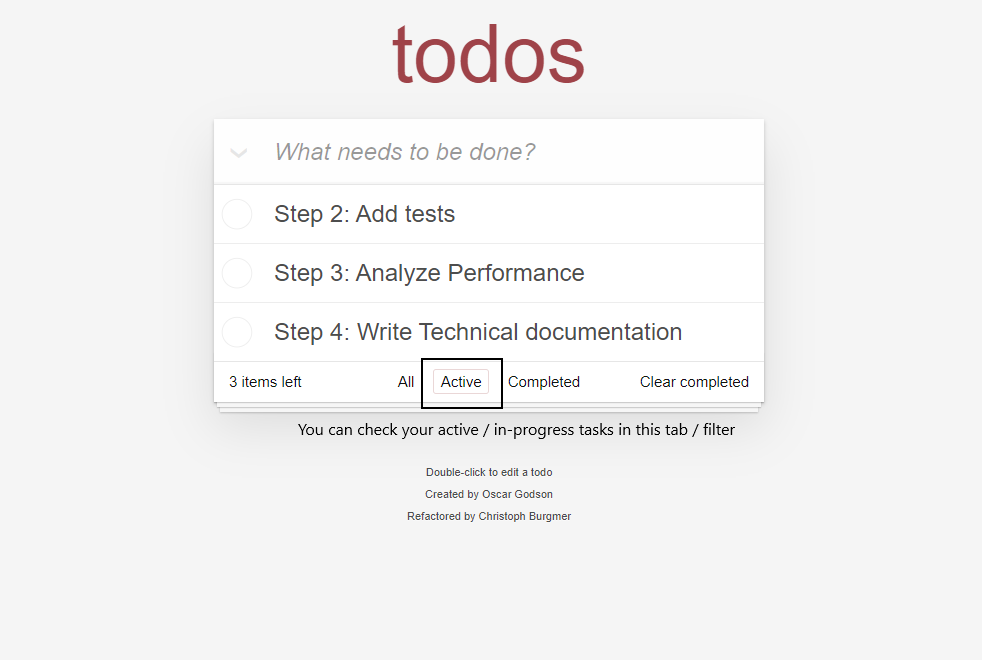 todos
What needs to be done?
Step 2: Add tests
Step 3: Analyze Performance
Step 4: Write Technical documentation
3 items left All Active Completed Clear completed
You can check your active / in-progress tasks in this tab / filter
Double-click to edit a todo
Created by Oscar Godson
Refactored by Christoph Burgmer